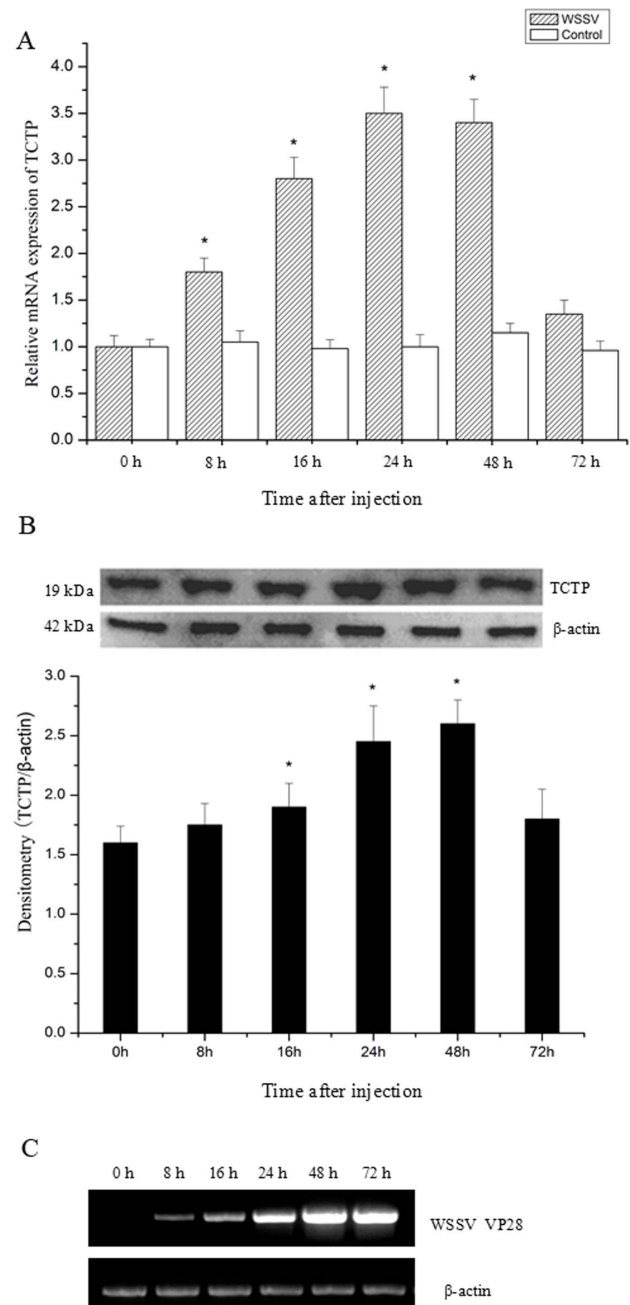 A
WSSV
Control
Relative mRNA expression of TCTP
4.0
3.5
3.0
2.5
2.0
1.5
1.0
0.5
0.0
* * * *
0 h 8 h 16 h 24 h 48 h 72 h
Time after injection
B
19 kDa TCTP
42 kDa β-actin
Densitometry (TCTP/β-actin)
3.0
2.5
2.0
1.5
1.0
0.5
0.0
* * *
0h 8h 16h 24h 48h 72h
Time after injection
C
0 h 8 h 16 h 24 h 48 h 72 h
WSSV VP28
β-actin